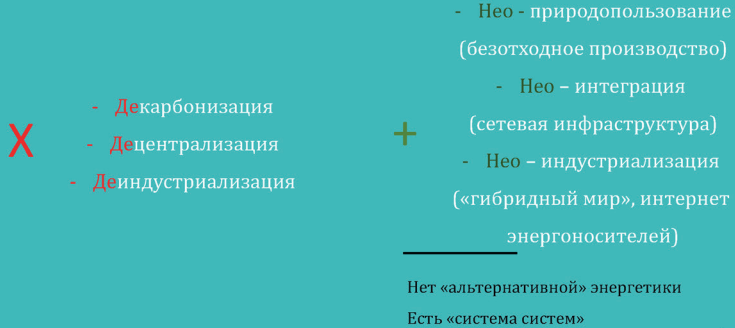 X
- Декарбонизация
- Децентрализация
- Деиндустриализация
+
- Нео - природопользование
(безотходное производство)
- Нео – интеграция
(сетевая инфраструктура)
- Нео – индустриализация
(«гибридный мир», интернет
энергоносителей)
Нет «альтернативной» энергетики
Есть «система систем»